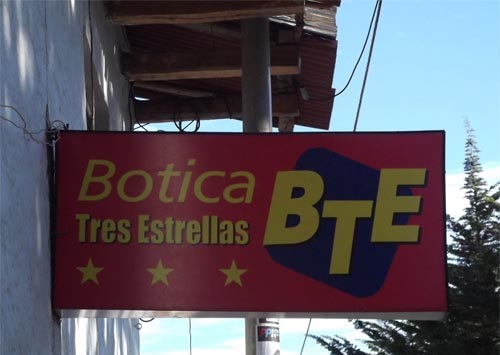 Botica
Tres Estrellas
BTE